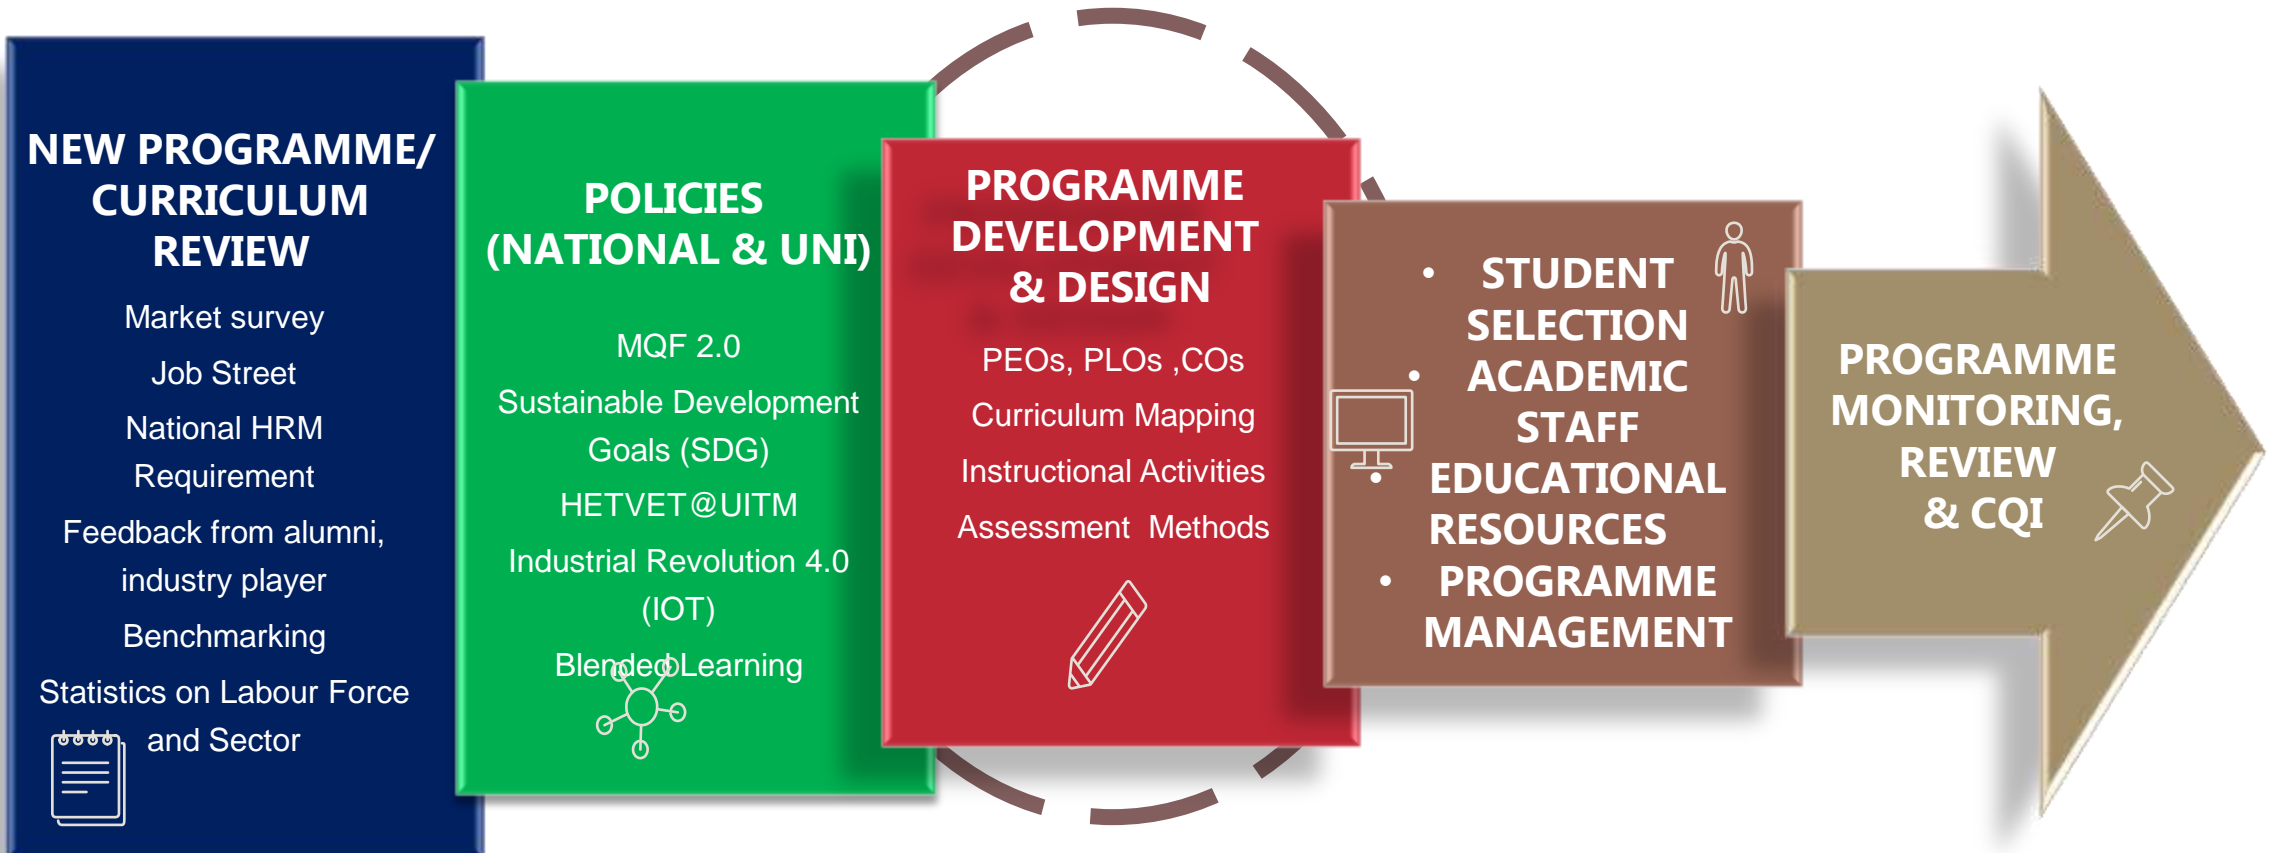 NEW PROGRAMME/
CURRICULUM
REVIEW
Market survey
Job Street
National HRM
Requirement
Feedback from alumni,
industry player
Benchmarking
Statistics on Labour Force
and Sector
POLICIES
(NATIONAL & UNI)
MQF 2.0
Sustainable Development
Goals (SDG)
HETVET@UITM
Industrial Revolution 4.0
(IOT)
Blended Learning
PROGRAMME
DEVELOPMENT
& DESIGN
PEOs, PLOs ,COs
Curriculum Mapping
Instructional Activities
Assessment  Methods
• STUDENT
SELECTION
• ACADEMIC
STAFF
• EDUCATIONAL
RESOURCES
• PROGRAMME
MANAGEMENT
PROGRAMME
MONITORING,
REVIEW
& CQI